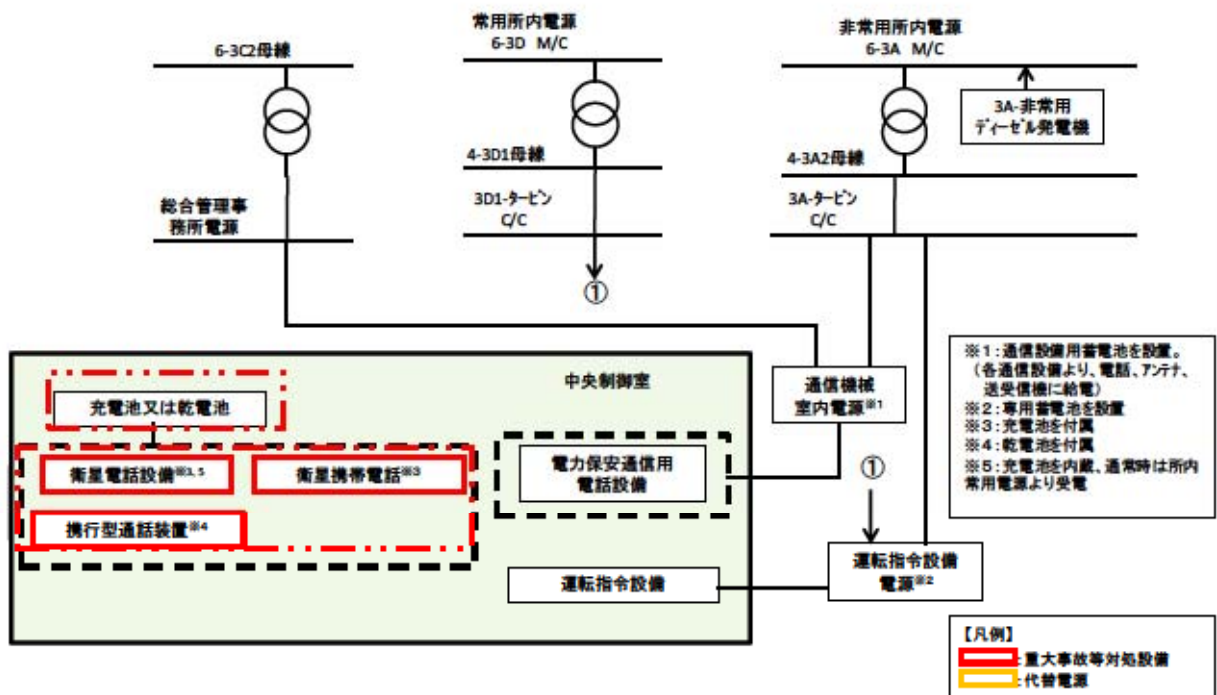 常用所内電源
6-3D M/C
非常用所内電源
6-3A M/C
6-3C2母線
3A-非常用
ディーゼル発電機
4-3D1母線
4-3A2母線
総合管理事
務所電源
3D1-タービン
C/C
3A-タービン
C/C
①
中央制御室
充電池又は乾電池
衛星電話設備※3,5
衛星携帯電話※3
携行型通話装置※4
電力保安通信用
電話設備
運転指令設備
通信機械
室内電源※1
①
運転指令設備
電源※2
※1:通信設備用蓄電池を設置。
(各通信設備より、電話、アンテナ、
送受信機に給電)
※2:専用蓄電池を設置
※3:充電池を付属
※4:乾電池を付属
※5:充電池を内蔵、通常時は所内
常用電源より受電
【凡例】
:重大事故等対処設備
:代替電源